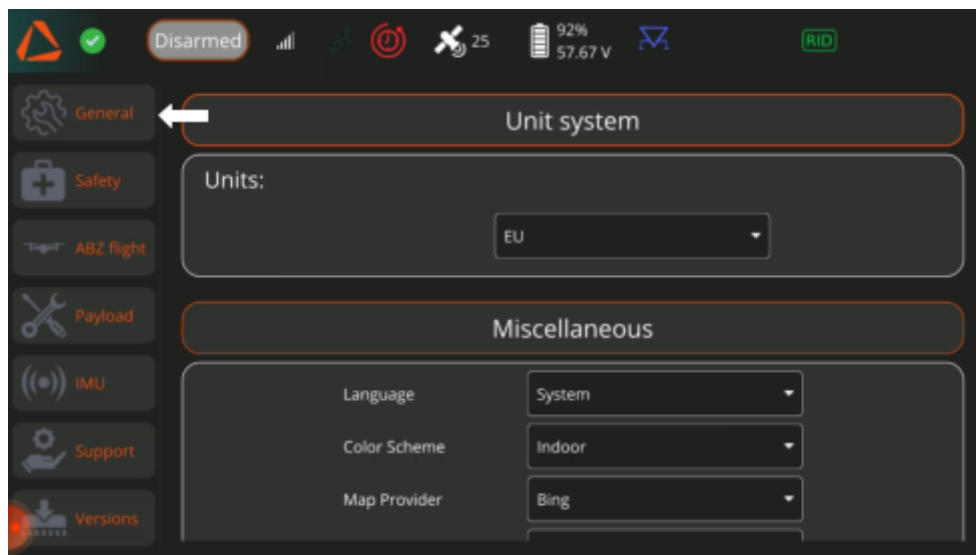 Disarmed
25
92%
57.67 V
RID
General
Unit system
Safety
Units:
ABZ flight
EU
Payload
Miscellaneous
IMU
Language
System
Support
Color Scheme
Indoor
Map Provider
Bing
Versions